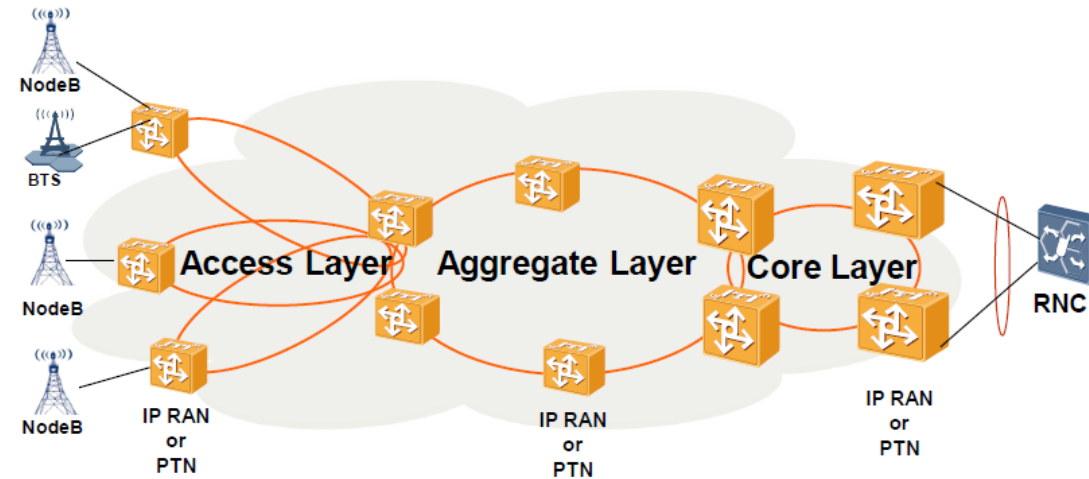 NodeB
BTS
NodeB
NodeB
Access Layer
Aggregate Layer
Core Layer
RNC
IP RAN
or
PTN
IP RAN
or
PTN
IP RAN
or
PTN